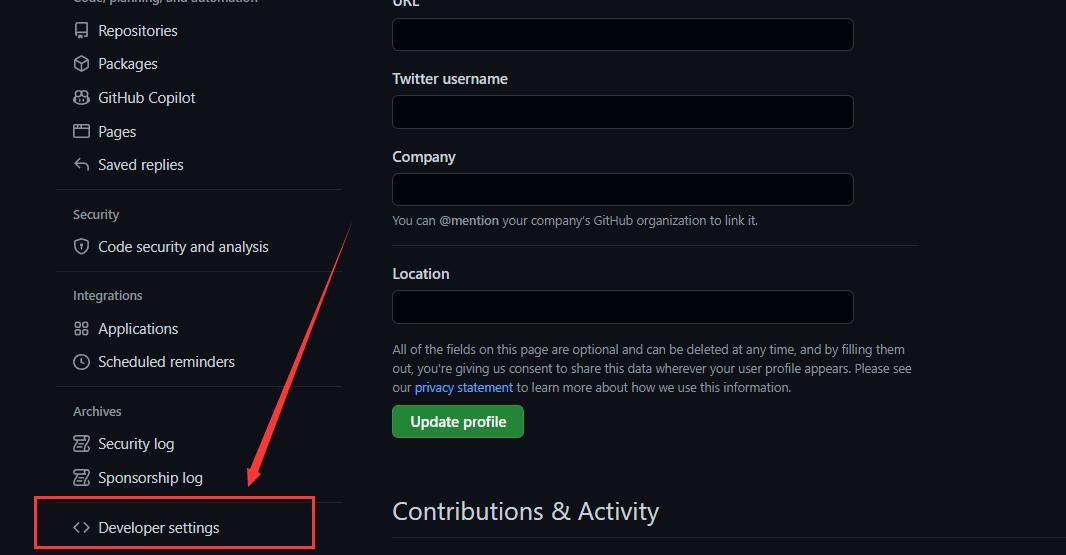 Code, planning, and automation
Repositories
Packages
GitHub Copilot
Pages
Saved replies
Security
Code security and analysis
Integrations
Applications
Scheduled reminders
Archives
Security log
Sponsorship log
Developer settings
URL
Twitter username
Company
You can @mention your company's GitHub organization to link it.
Location
All of the fields on this page are optional and can be deleted at any time, and by filling them
out, you're giving us consent to share this data wherever your user profile appears. Please see
our privacy statement to learn more about how we use this information.
Update profile
Contributions & Activity